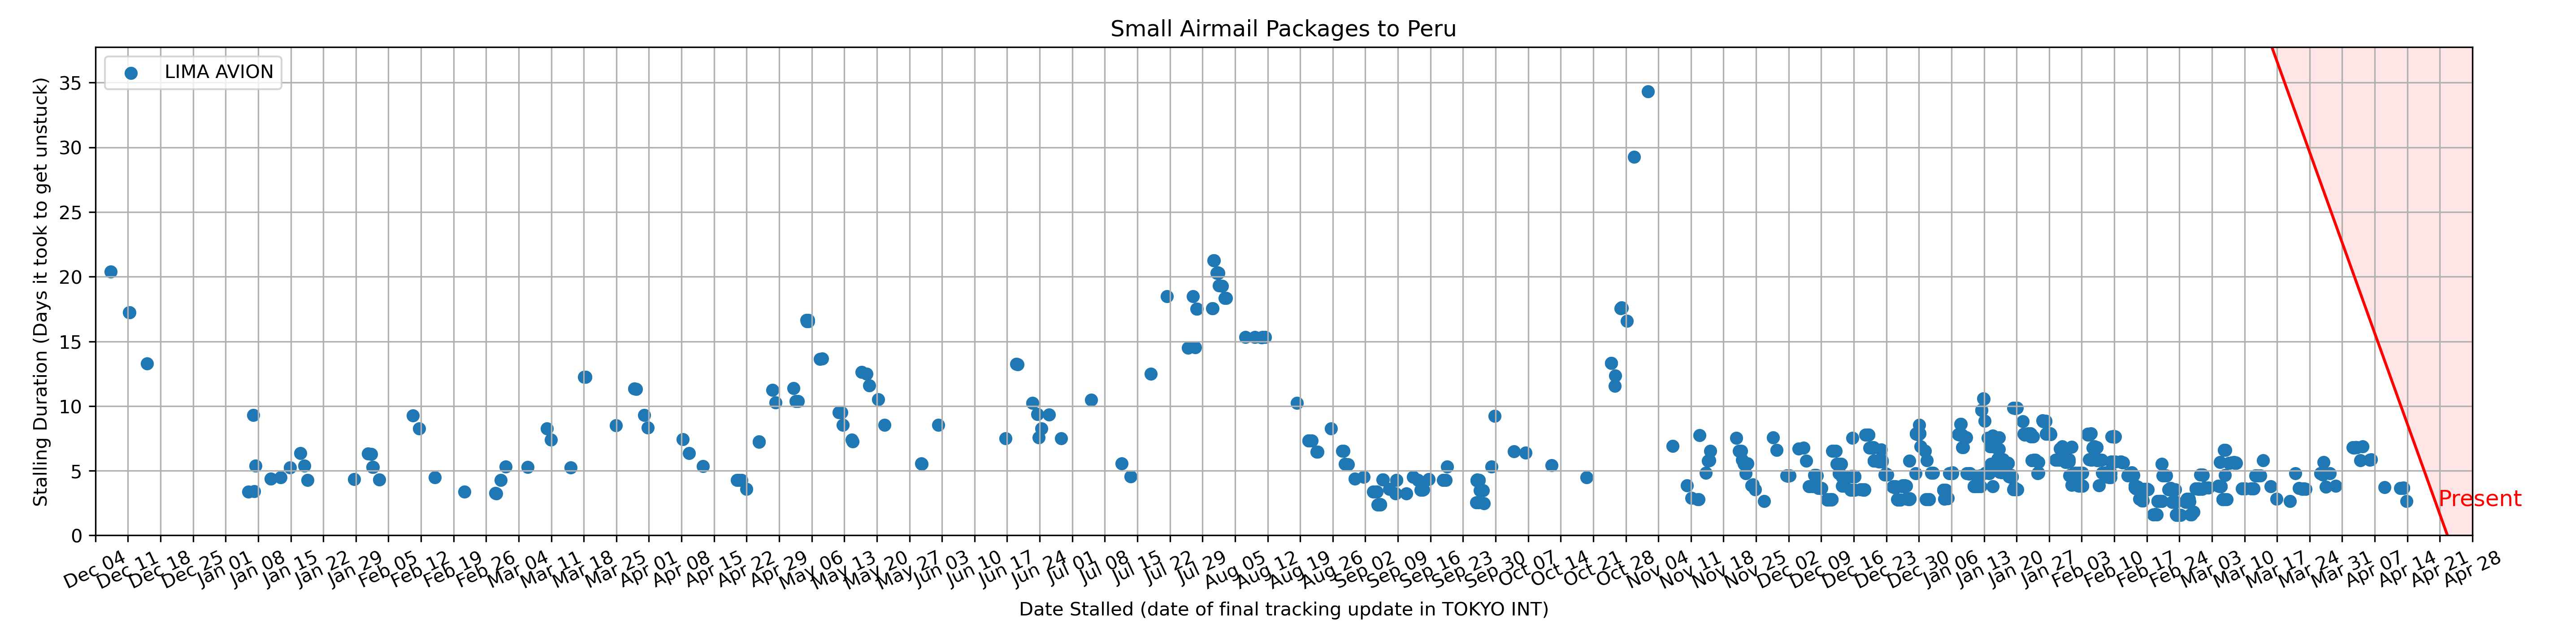 Small Airmail Packages to Peru
LIMA AVION
Stalling Duration (Days it took to get unstuck)
35
30
25
20
15
10
5
0
Present
Dec 04 Dec 11 Dec 18 Dec 25 Jan 01 Jan 08 Jan 15 Jan 22 Jan 29 Feb 05 Feb 12 Feb 19 Feb 26 Mar 04 Mar 11 Mar 18 Mar 25 Apr 01 Apr 08 Apr 15 Apr 22 Apr 29 May 06 May 13 May 20 May 27 Jun 03 Jun 10 Jun 17 Jun 24 Jul 01 Jul 08 Jul 15 Jul 22 Jul 29 Aug 05 Aug 12 Aug 19 Aug 26 Sep 02 Sep 09 Sep 16 Sep 23 Sep 30 Oct 07 Oct 14 Oct 21 Oct 28 Nov 04 Nov 11 Nov 18 Nov 25 Dec 02 Dec 09 Dec 16 Dec 23 Dec 30 Jan 06 Jan 13 Jan 20 Jan 27 Feb 03 Feb 10 Feb 17 Feb 24 Mar 03 Mar 10 Mar 17 Mar 24 Mar 31 Apr 07 Apr 14 Apr 21 Apr 28
Date Stalled (date of final tracking update in TOKYO INT)